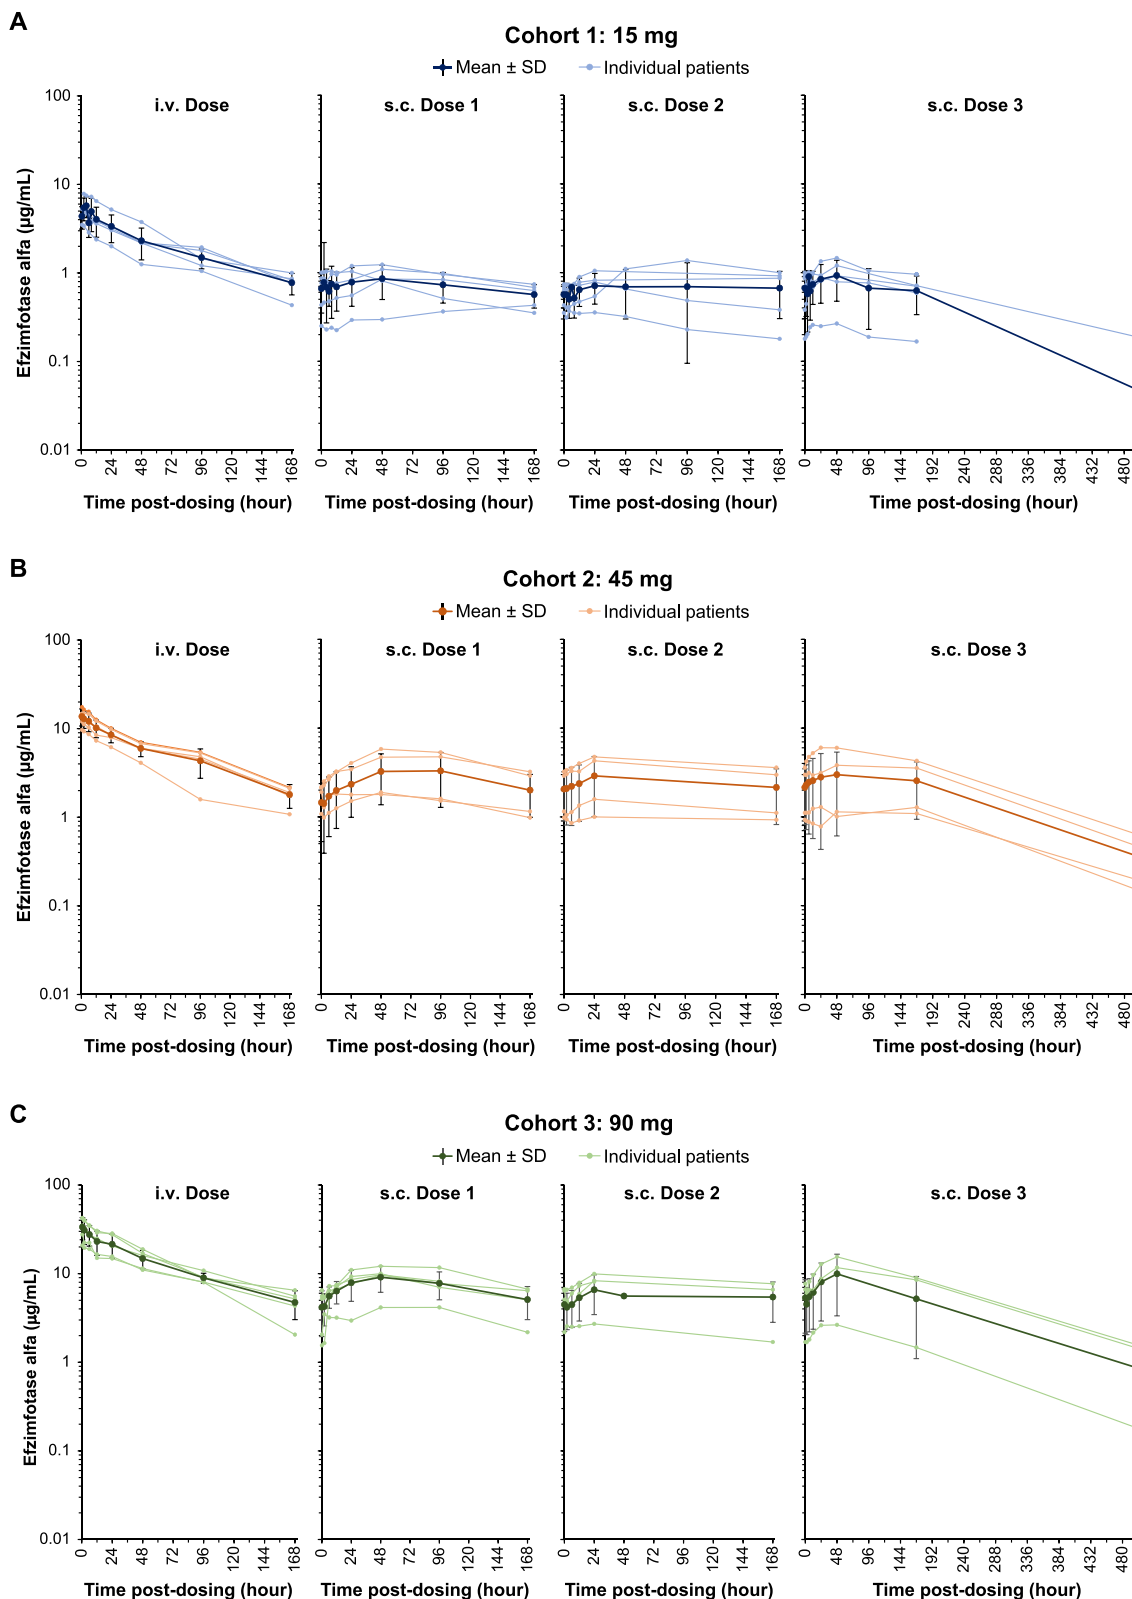 A
Cohort 1: 15 mg
Mean ± SD Individual patients
i.v. Dose s.c. Dose 1 s.c. Dose 2 s.c. Dose 3
Efzimfotase alfa (µg/mL)
100
10
1
0.1
0.01
0 24 48 72 96 120 144 168 0 24 48 72 96 120 144 168 0 24 48 72 96 120 144 168 0 48 96 144 192 240 288 336 384 432 480
Time post-dosing (hour) Time post-dosing (hour) Time post-dosing (hour) Time post-dosing (hour)
B
Cohort 2: 45 mg
Mean ± SD Individual patients
i.v. Dose s.c. Dose 1 s.c. Dose 2 s.c. Dose 3
Efzimfotase alfa (µg/mL)
100
10
1
0.1
0.01
0 24 48 72 96 120 144 168 0 24 48 72 96 120 144 168 0 24 48 72 96 120 144 168 0 48 96 144 192 240 288 336 384 432 480
Time post-dosing (hour) Time post-dosing (hour) Time post-dosing (hour) Time post-dosing (hour)
C
Cohort 3: 90 mg
Mean ± SD Individual patients
i.v. Dose s.c. Dose 1 s.c. Dose 2 s.c. Dose 3
Efzimfotase alfa (µg/mL)
100
10
1
0.1
0.01
0 24 48 72 96 120 144 168 0 24 48 72 96 120 144 168 0 24 48 72 96 120 144 168 0 48 96 144 192 240 288 336 384 432 480
Time post-dosing (hour) Time post-dosing (hour) Time post-dosing (hour) Time post-dosing (hour)